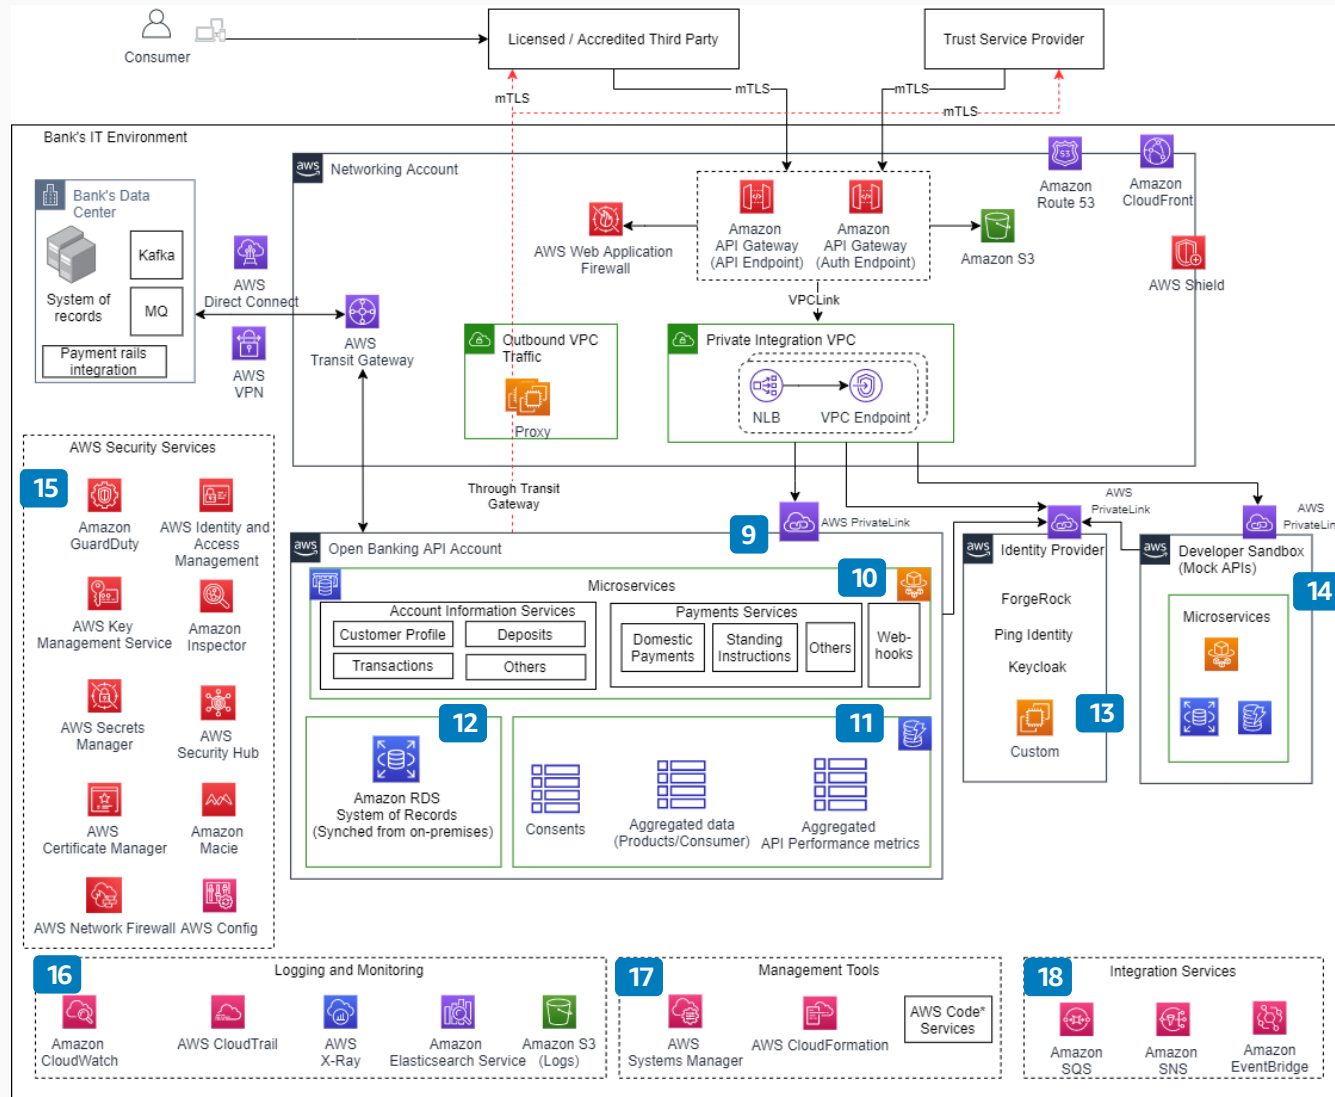 Consumer
Licensed / Accredited Third Party
Trust Service Provider
mTLS
mTLS
mTLS
mTLS
Bank's IT Environment
aws
Networking Account
Bank's Data
Center
System of
records
Kafka
MQ
Payment rails
integration
AWS
Direct Connect
AWS
VPN
AWS
Transit Gateway
AWS Web Application
Firewall
Amazon
API Gateway
(API Endpoint)
Amazon
API Gateway
(Auth Endpoint)
Amazon S3
53
Amazon
Route 53
Amazon
CloudFront
AWS Shield
VPCLink
Outbound VPC
Traffic
Proxy
Private Integration VPC
NLB
VPC Endpoint
Through Transit
Gateway
AWS Security Services
15
Amazon
GuardDuty
AWS Identity and
Access
Management
AWS Key
Management Service
Amazon
Inspector
AWS Secrets
Manager
AWS
Security Hub
AWS
Certificate Manager
Amazon
Macie
AWS Network Firewall
AWS Config
9
AWS PrivateLink
AWS
PrivateLink
AWS
PrivateLink
aws
Open Banking API Account
10
Microservices
Account Information Services
Customer Profile
Deposits
Transactions
Others
Payments Services
Domestic
Payments
Standing
Instructions
Others
Web-
hooks
12
Amazon RDS
System of Records
(Synched from on-premises)
11
Consents
Aggregated data
(Products/Consumer)
Aggregated
API Performance metrics
aws
Identity Provider
ForgeRock
Ping Identity
Keycloak
13
Custom
aws
Developer Sandbox
(Mock APIs)
14
Microservices
16
Logging and Monitoring
Amazon
CloudWatch
AWS CloudTrail
AWS
X-Ray
Amazon
Elasticsearch Service
Amazon S3
(Logs)
17
Management Tools
AWS
Systems Manager
AWS CloudFormation
AWS Code*
Services
18
Integration Services
Amazon
SQS
Amazon
SNS
Amazon
EventBridge